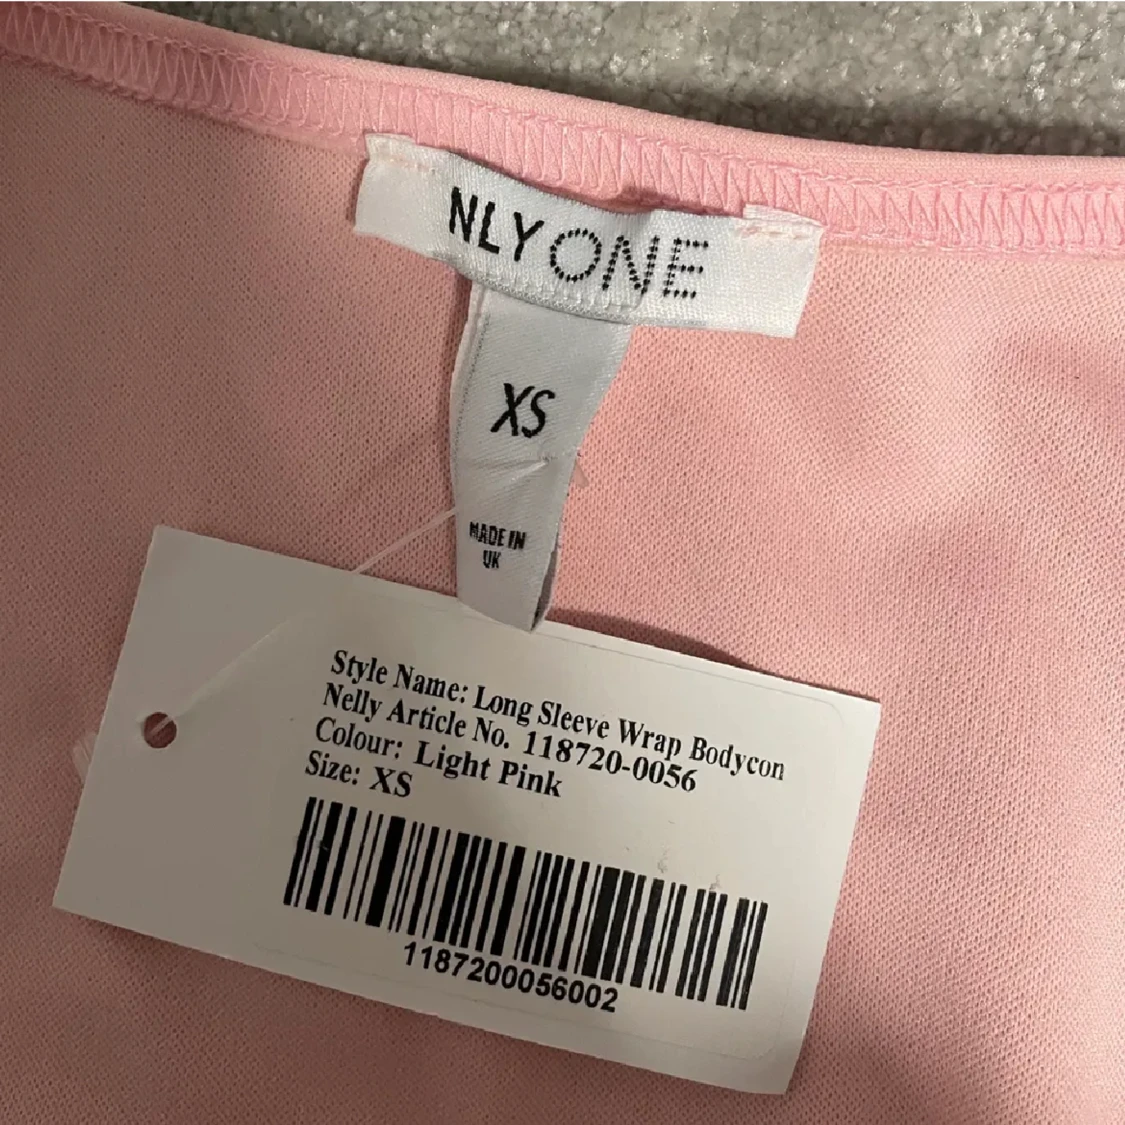 NLYONE
XS
MADE IN
UK
Style Name: Long Sleeve Wrap Bodycon
Nelly Article No. 118720-0056
Colour: Light Pink
Size: XS
1187200056002